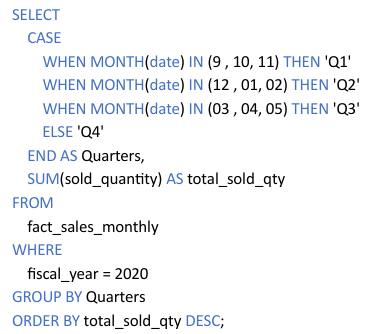 SELECT
CASE
WHEN MONTH(date) IN (9 , 10, 11) THEN 'Q1'
WHEN MONTH(date) IN (12 , 01, 02) THEN 'Q2'
WHEN MONTH(date) IN (03 , 04, 05) THEN 'Q3'
ELSE 'Q4'
END AS Quarters,
SUM(sold_quantity) AS total_sold_qty
FROM
fact_sales_monthly
WHERE
fiscal_year = 2020
GROUP BY Quarters
ORDER BY total_sold_qty DESC;